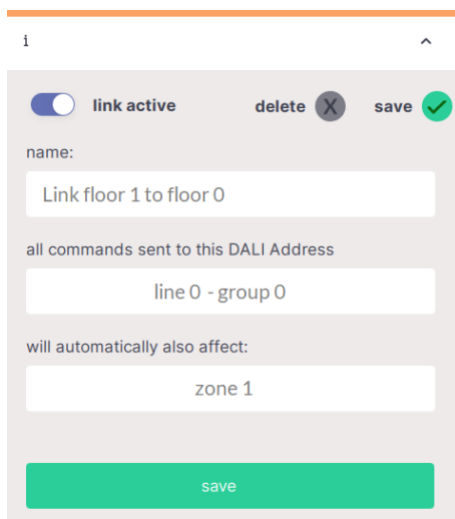 i
link active delete X save
name:
Link floor 1 to floor 0
all commands sent to this DALI Address
line 0 - group 0
will automatically also affect:
zone 1
save